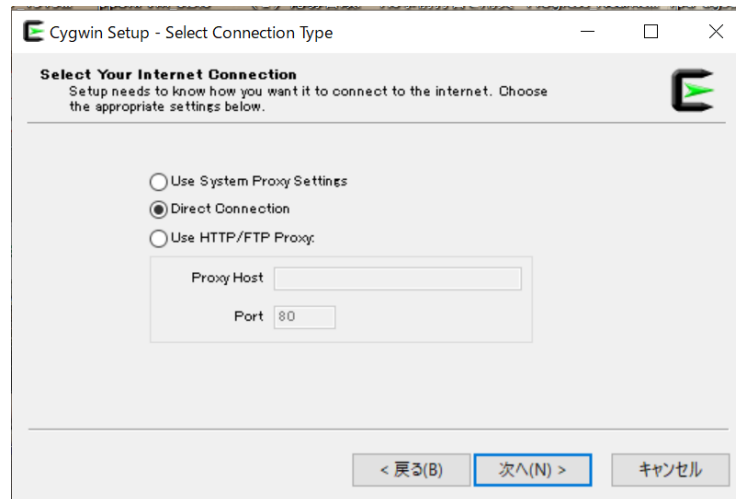 Cygwin Setup - Select Connection Type
Select Your Internet Connection
Setup needs to know how you want it to connect to the internet. Choose
the appropriate settings below.
Use System Proxy Settings
Direct Connection
Use HTTP/FTP Proxy:
Proxy Host
Port 80
< 戻る(B) 次へ(N) > キャンセル